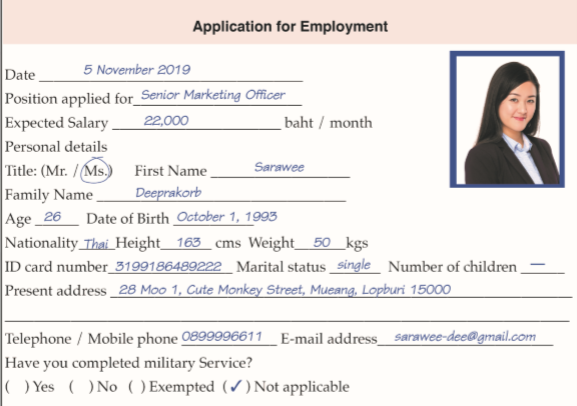 Application for Employment
Date 5 November 2019
Position applied for Senior Marketing Officer
Expected Salary 22,000 baht / month
Personal details
Title: (Mr. / Ms.) First Name Sarawee
Family Name Deeprakorb
Age 26 Date of Birth October 1, 1993
Nationality Thai Height 163 cms Weight 50 kgs
ID card number 3199186489222 Marital status single Number of children —
Present address 28 Moo 1, Cute Monkey Street, Mueang, Lopburi 15000
Telephone / Mobile phone 0899996611 E-mail address sarawee-dee@gmail.com
Have you completed military Service?
( ) Yes ( ) No ( ) Exempted (✓) Not applicable